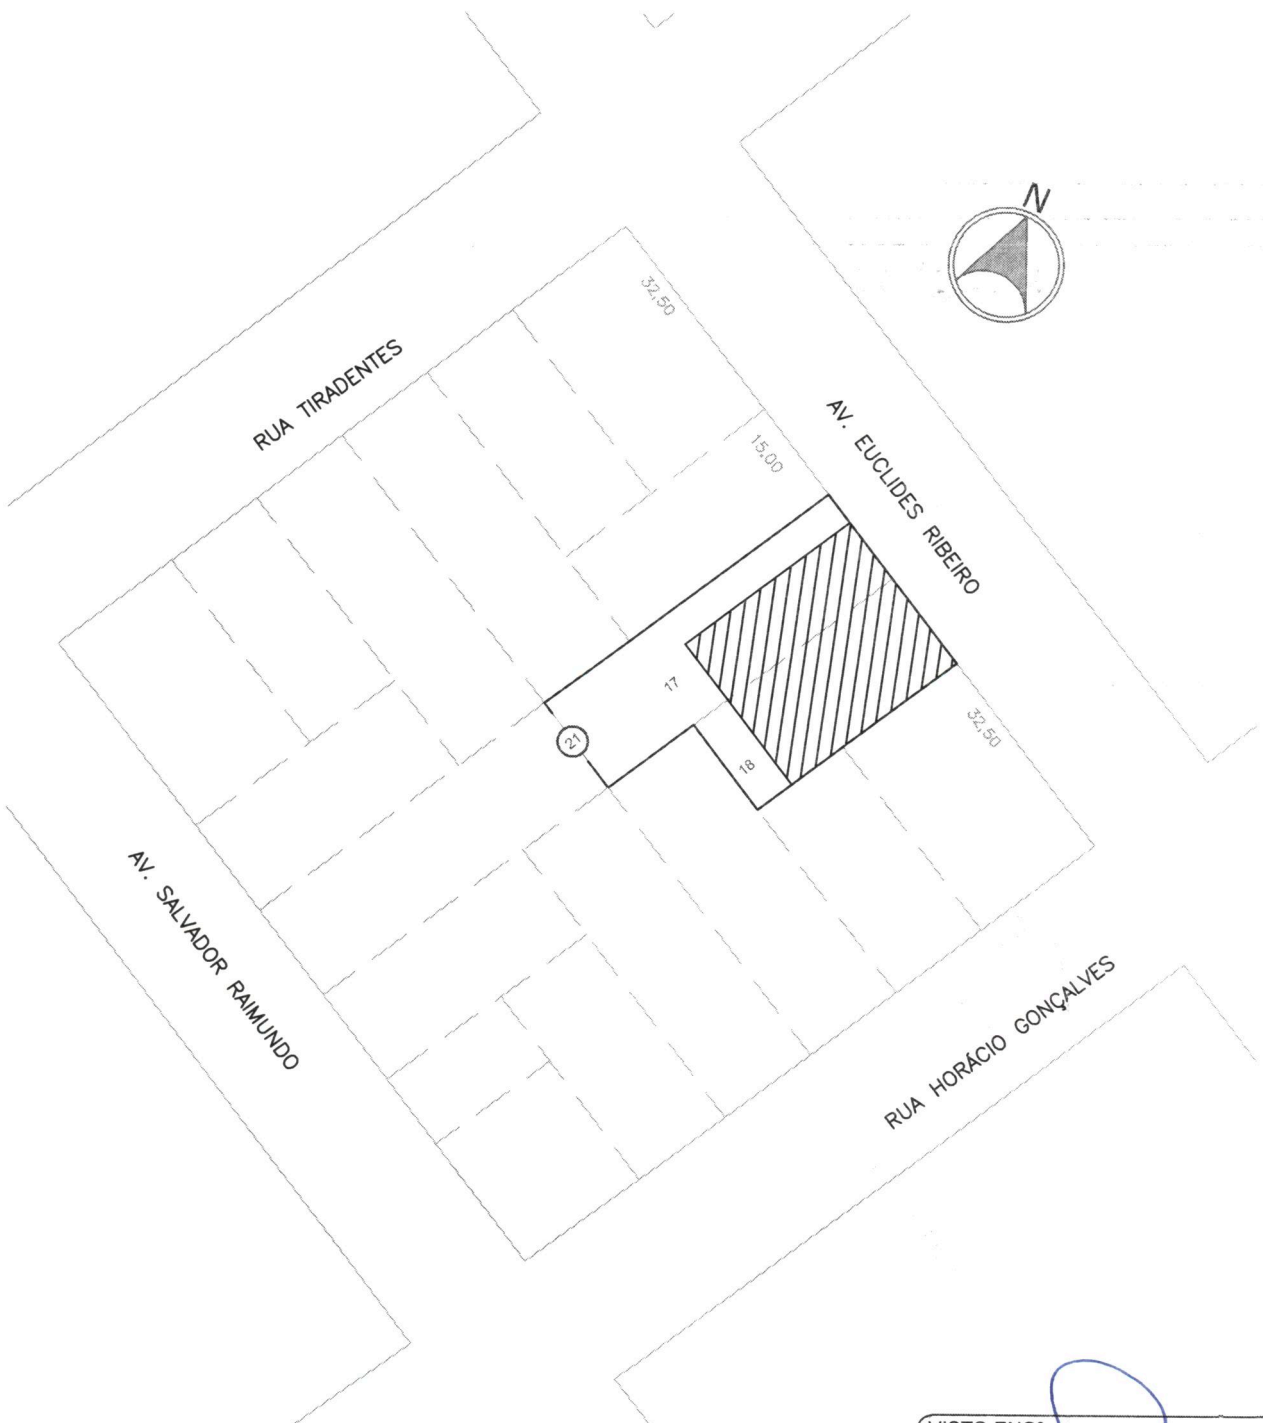 N
32,50
RUA TIRADENTES
AV. EUCLIDES RIBEIRO
15,00
17
21
18
32,50
AV. SALVADOR RAIMUNDO
RUA HORÁCIO GONÇALVES